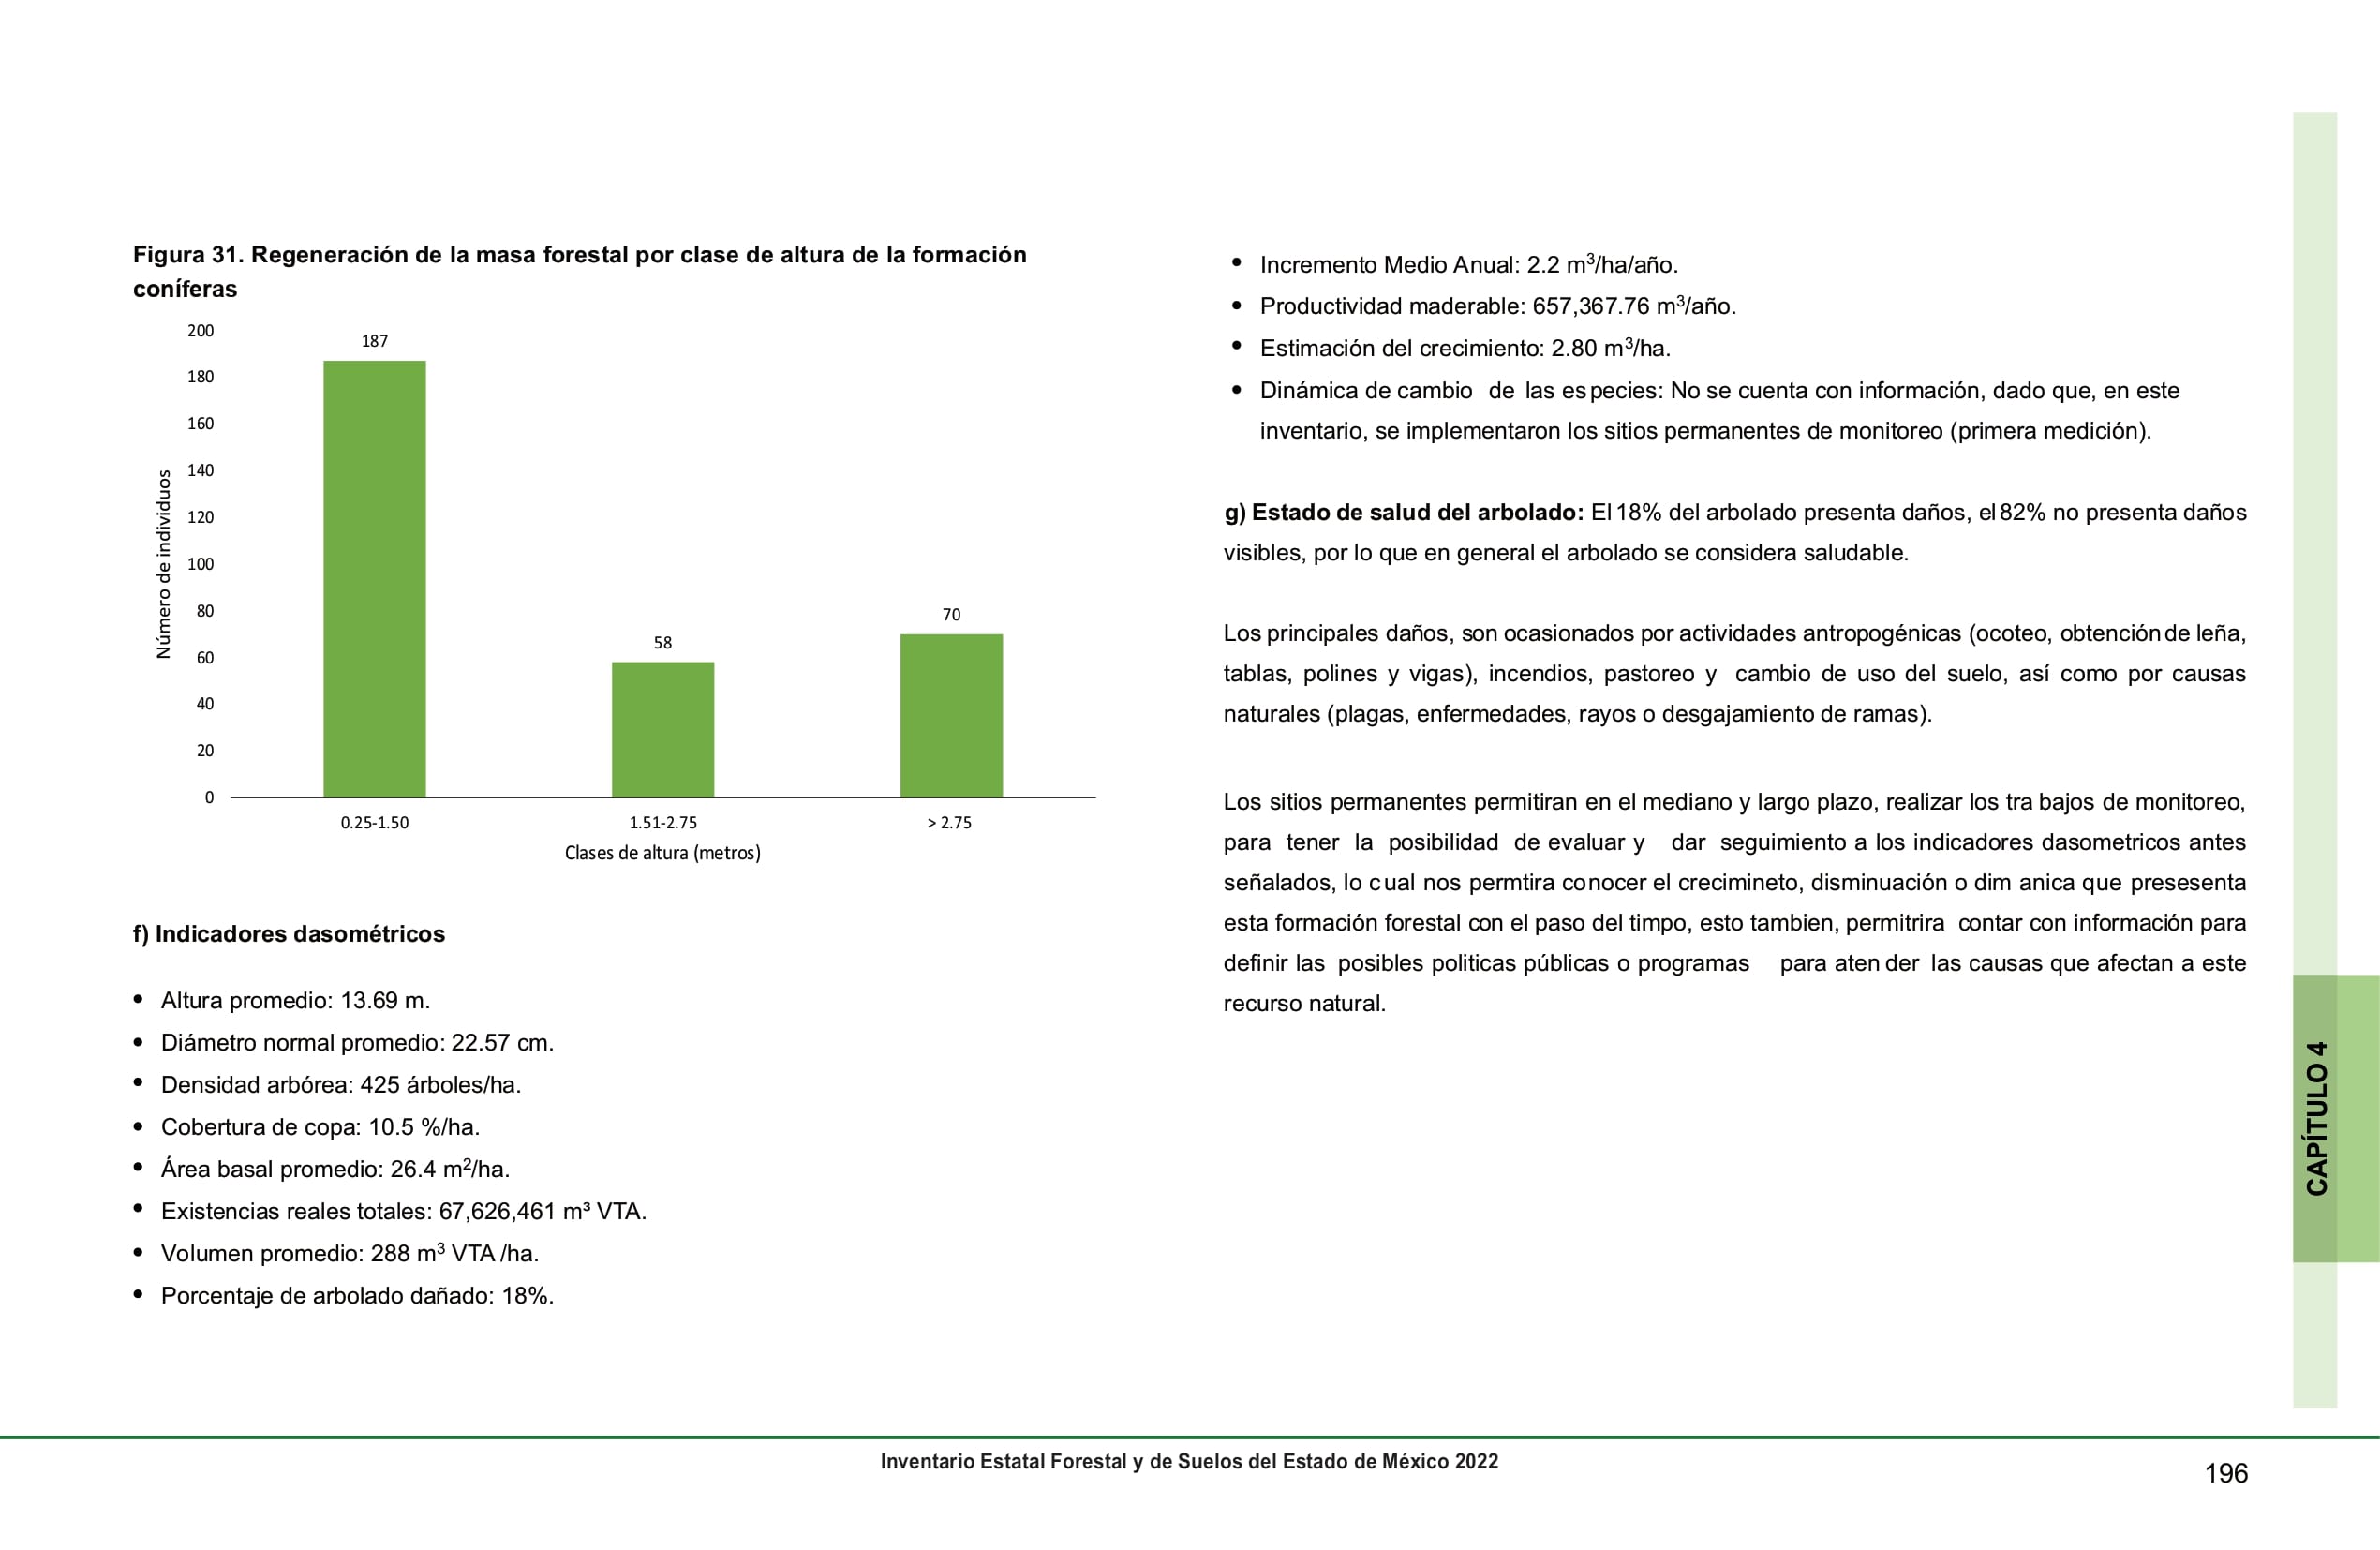 Figura 31. Regeneración de la masa forestal por clase de altura de la formación
coníferas
200
180
160
140
120
100
80
60
40
20
0
Número de individuos
187
58
70
0.25-1.50
1.51-2.75
> 2.75
Clases de altura (metros)
f) Indicadores dasométricos
• Altura promedio: 13.69 m.
• Diámetro normal promedio: 22.57 cm.
• Densidad arbórea: 425 árboles/ha.
• Cobertura de copa: 10.5 %/ha.
• Área basal promedio: 26.4 m²/ha.
• Existencias reales totales: 67,626,461 m³ VTA.
• Volumen promedio: 288 m³ VTA /ha.
• Porcentaje de arbolado dañado: 18%.
• Incremento Medio Anual: 2.2 m³/ha/año.
• Productividad maderable: 657,367.76 m³/año.
• Estimación del crecimiento: 2.80 m³/ha.
• Dinámica de cambio de las especies: No se cuenta con información, dado que, en este
inventario, se implementaron los sitios permanentes de monitoreo (primera medición).
g) Estado de salud del arbolado: El 18% del arbolado presenta daños, el 82% no presenta daños
visibles, por lo que en general el arbolado se considera saludable.
Los principales daños, son ocasionados por actividades antropogénicas (ocoteo, obtención de leña,
tablas, polines y vigas), incendios, pastoreo y cambio de uso del suelo, así como por causas
naturales (plagas, enfermedades, rayos o desgajamiento de ramas).
Los sitios permanentes permitiran en el mediano y largo plazo, realizar los tra bajos de monitoreo,
para tener la posibilidad de evaluar y dar seguimiento a los indicadores dasometricos antes
señalados, lo cual nos permtira conocer el crecimineto, disminuación o dim anica que presesenta
esta formación forestal con el paso del timpo, esto tambien, permitrira contar con información para
definir las posibles politicas públicas o programas para aten der las causas que afectan a este
recurso natural.
CAPÍTULO 4
Inventario Estatal Forestal y de Suelos del Estado de México 2022
196